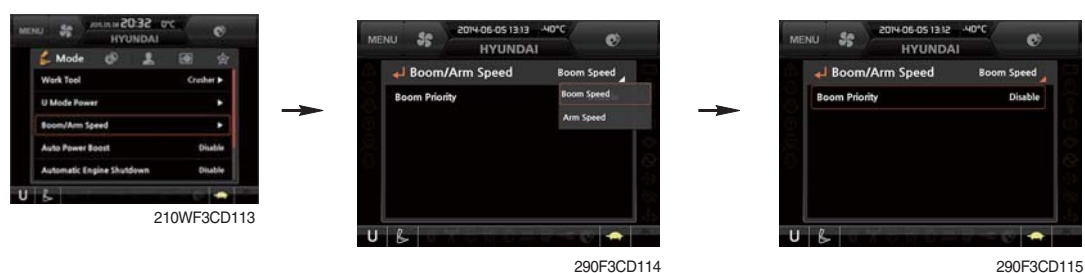 MENU 20:32 0℃
HYUNDAI
Mode
Work Tool Crusher ▶
U Mode Power ▶
Boom/Arm Speed ▶
Auto Power Boost Disable
Automatic Engine Shutdown Disable
U
210WF3CD113
MENU 2014-06-05 13:13 -40℃
HYUNDAI
Boom/Arm Speed Boom Speed
Boom Priority Boom Speed
Arm Speed
U
290F3CD114
MENU 2014-06-05 13:12 -40℃
HYUNDAI
Boom/Arm Speed Boom Speed
Boom Priority Disable
U
290F3CD115